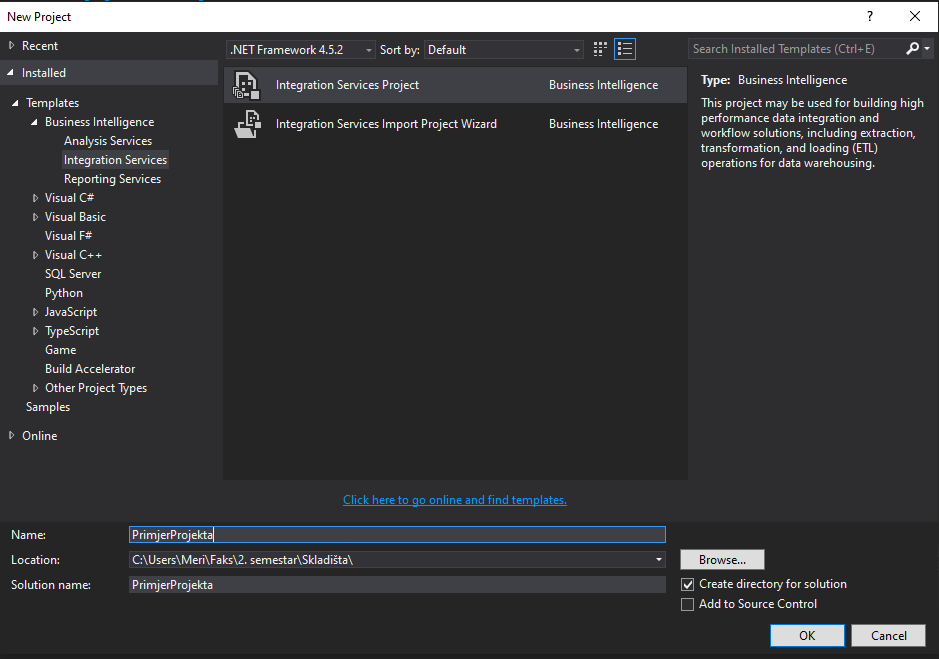 New Project
?
Recent
Installed
Templates
Business Intelligence
Analysis Services
Integration Services
Reporting Services
Visual C#
Visual Basic
Visual F#
Visual C++
SQL Server
Python
JavaScript
TypeScript
Game
Build Accelerator
Other Project Types
Samples
Online
.NET Framework 4.5.2
Sort by: Default
Integration Services Project Business Intelligence
Integration Services Import Project Wizard Business Intelligence
Click here to go online and find templates.
Search Installed Templates (Ctrl+E)
Type: Business Intelligence
This project may be used for building high
performance data integration and
workflow solutions, including extraction,
transformation, and loading (ETL)
operations for data warehousing.
Name: PrimjerProjekta
Location: C:\Users\Meri\Faks\2. semestar\Skladišta\
Browse...
Solution name: PrimjerProjekta
Create directory for solution
Add to Source Control
OK
Cancel